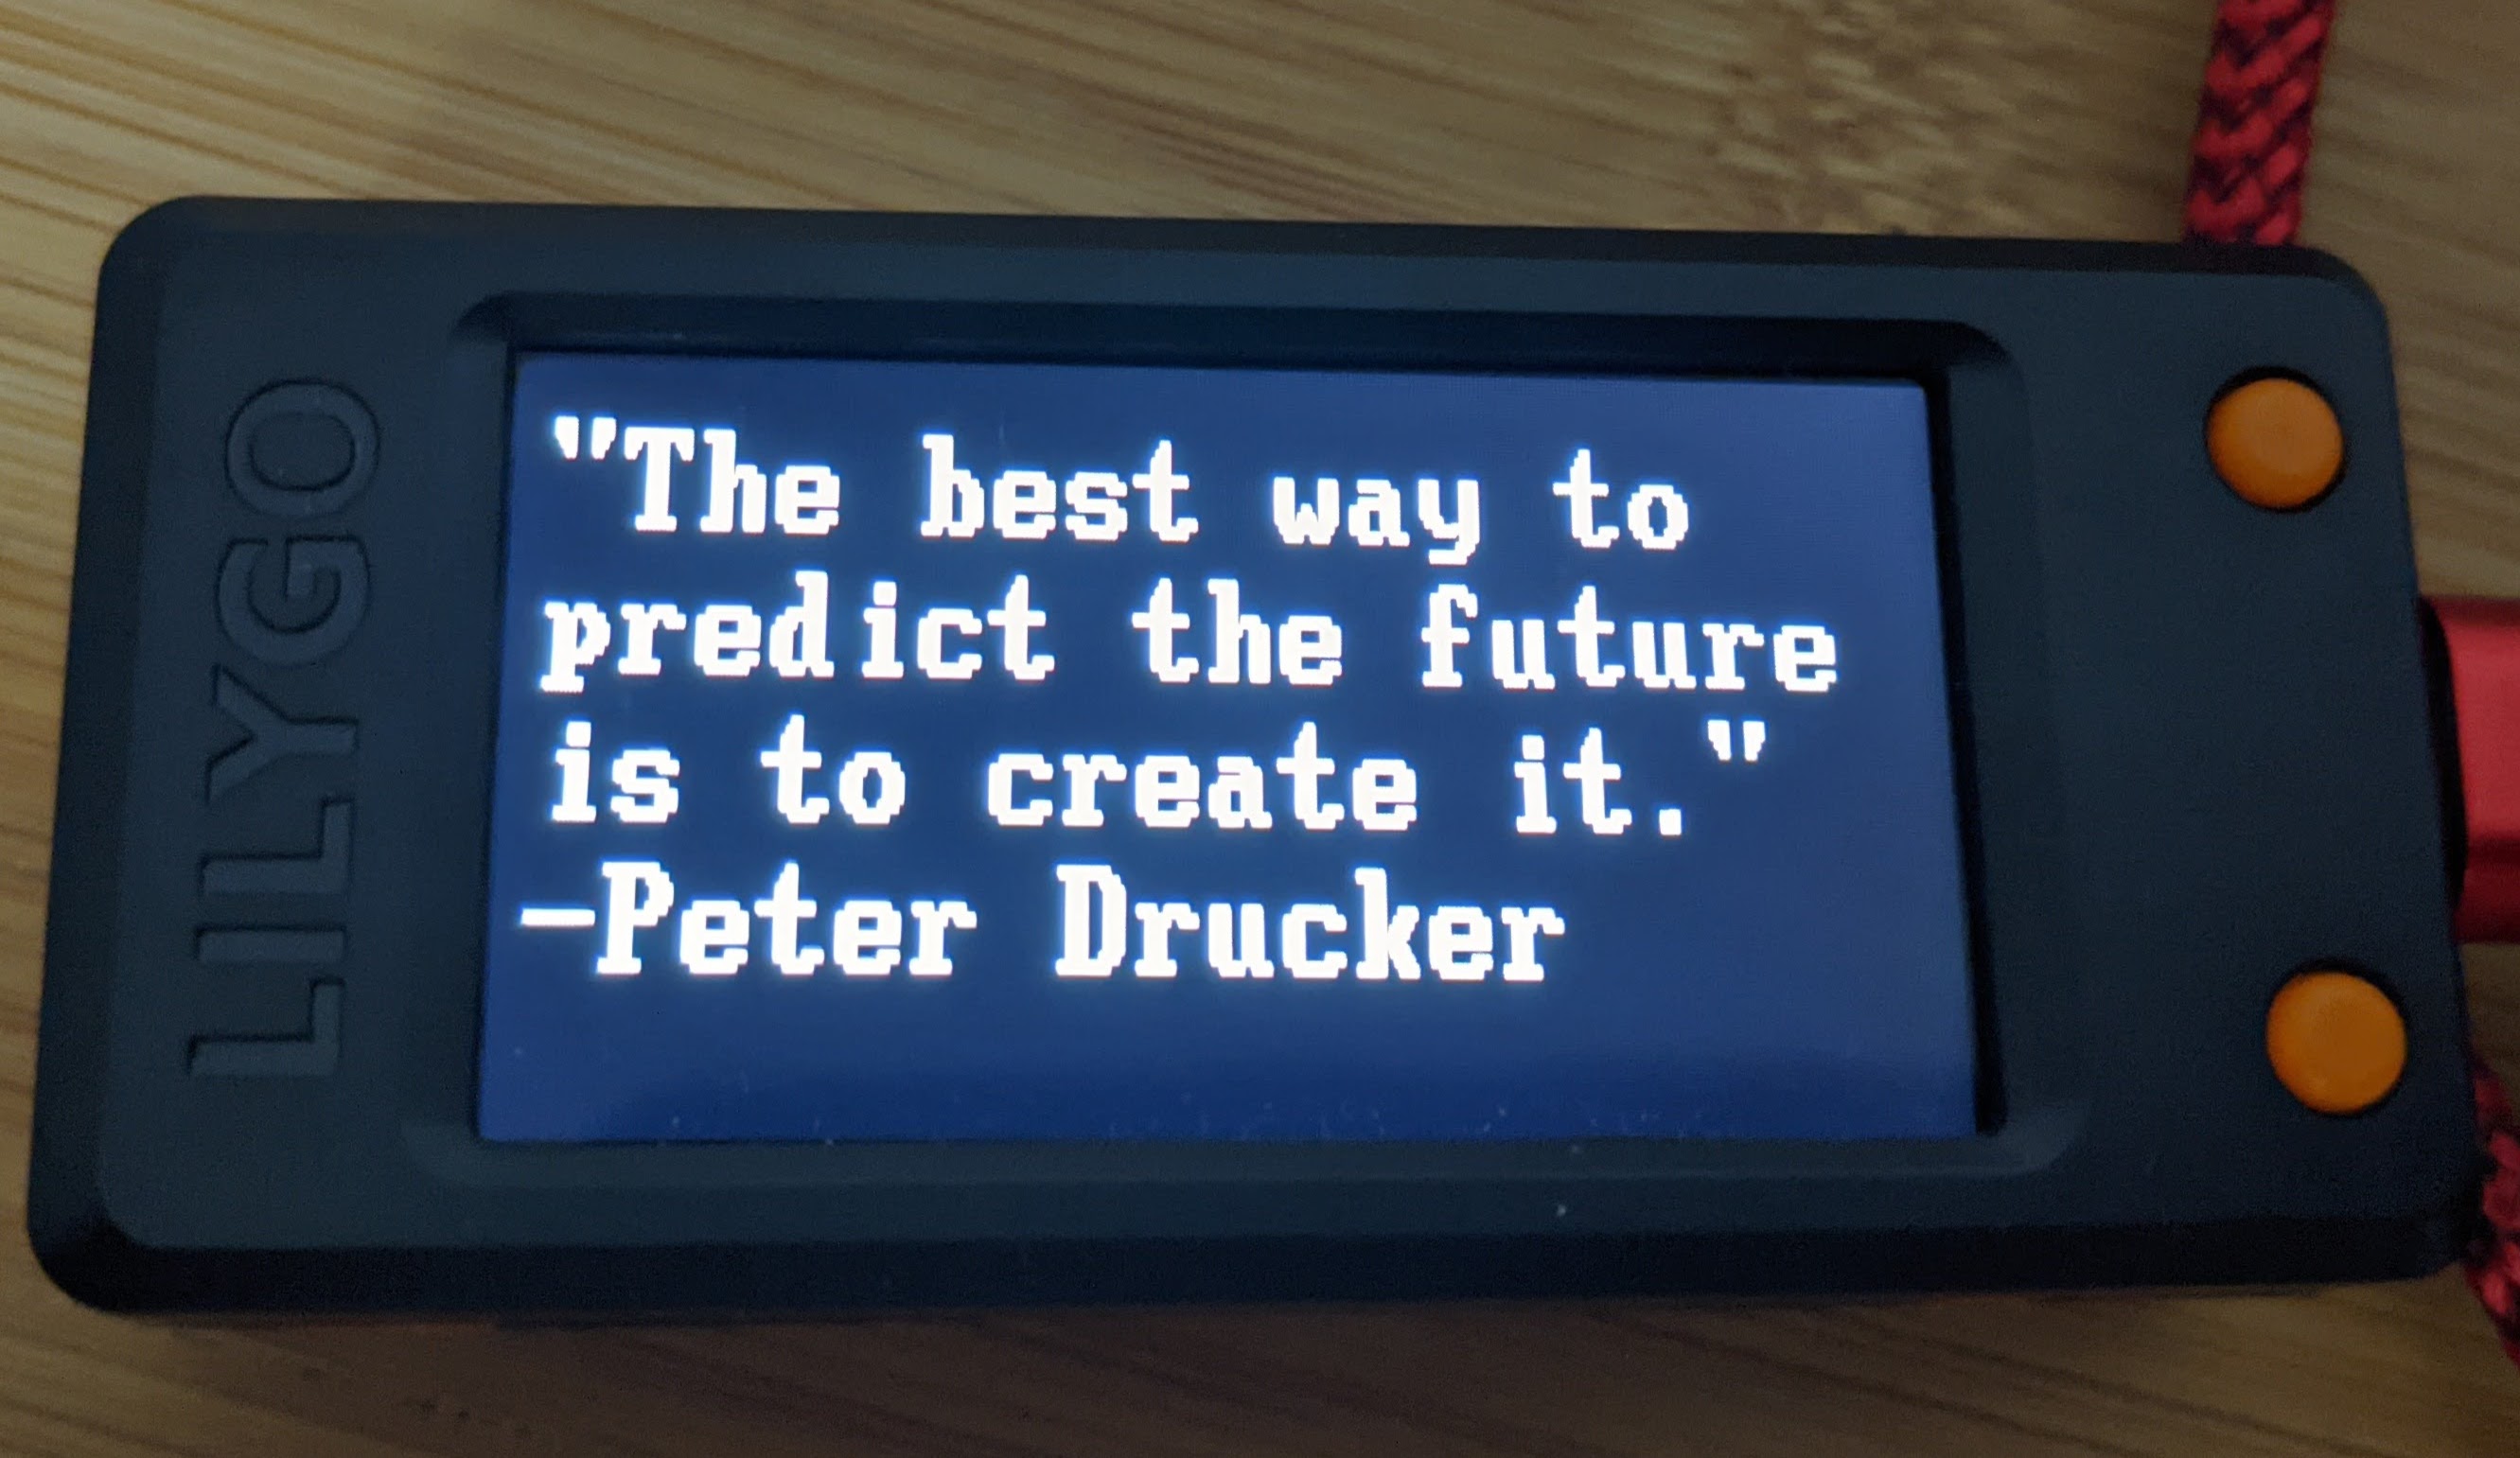 LILYGO
"The best way to
predict the future
is to create it."
-Peter Drucker